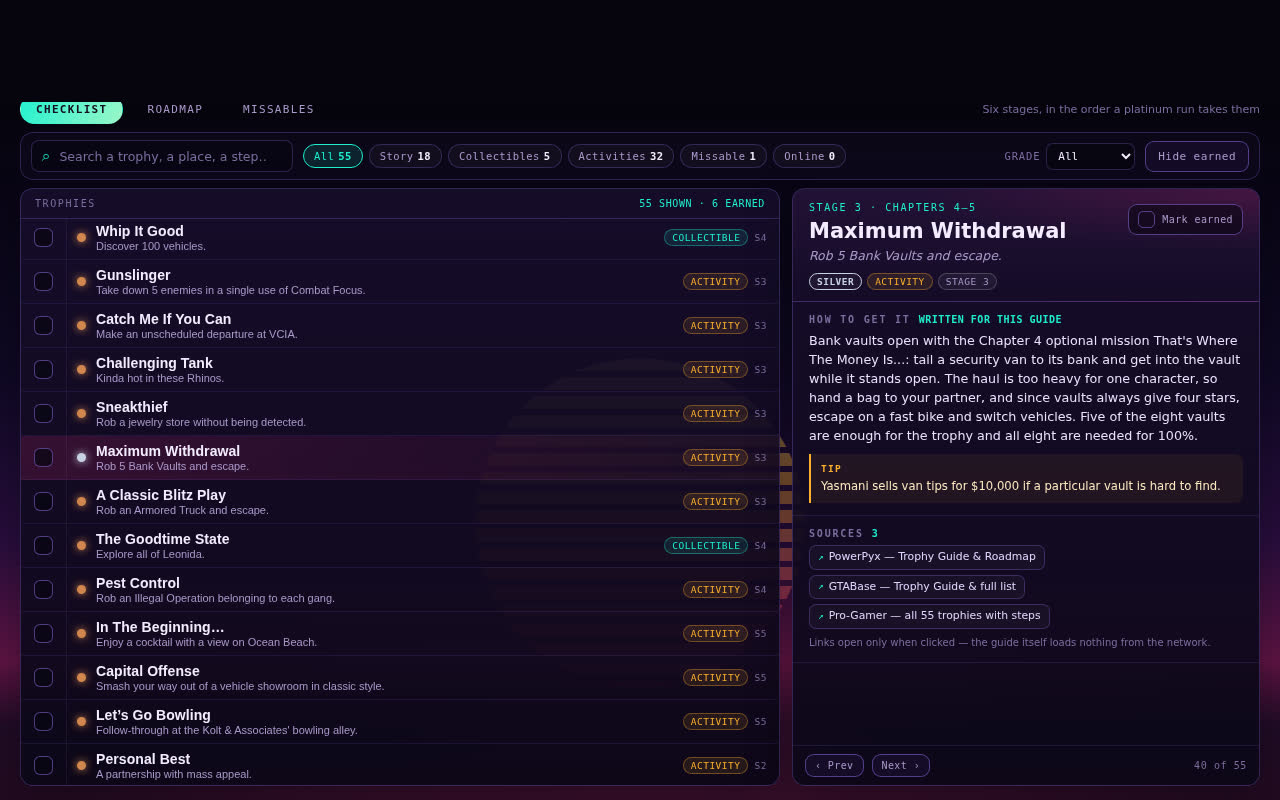 CHECKLIST ROADMAP MISSABLES Six stages, in the order a platinum run takes them
⌕ Search a trophy, a place, a step.. All 55 Story 18 Collectibles 5 Activities 32 Missable 1 Online 0 GRADE All Hide earned
TROPHIES 55 SHOWN · 6 EARNED
Whip It Good
Discover 100 vehicles.
COLLECTIBLE S4
Gunslinger
Take down 5 enemies in a single use of Combat Focus.
ACTIVITY S3
Catch Me If You Can
Make an unscheduled departure at VCIA.
ACTIVITY S3
Challenging Tank
Kinda hot in these Rhinos.
ACTIVITY S3
Sneakthief
Rob a jewelry store without being detected.
ACTIVITY S3
Maximum Withdrawal
Rob 5 Bank Vaults and escape.
ACTIVITY S3
A Classic Blitz Play
Rob an Armored Truck and escape.
ACTIVITY S3
The Goodtime State
Explore all of Leonida.
COLLECTIBLE S4
Pest Control
Rob an Illegal Operation belonging to each gang.
ACTIVITY S4
In The Beginning…
Enjoy a cocktail with a view on Ocean Beach.
ACTIVITY S5
Capital Offense
Smash your way out of a vehicle showroom in classic style.
ACTIVITY S5
Let's Go Bowling
Follow-through at the Kolt & Associates' bowling alley.
ACTIVITY S5
Personal Best
A partnership with mass appeal.
ACTIVITY S2
STAGE 3 · CHAPTERS 4–5
Maximum Withdrawal
Mark earned
Rob 5 Bank Vaults and escape.
SILVER ACTIVITY STAGE 3
HOW TO GET IT WRITTEN FOR THIS GUIDE
Bank vaults open with the Chapter 4 optional mission That's Where
The Money Is...: tail a security van to its bank and get into the vault
while it stands open. The haul is too heavy for one character, so
hand a bag to your partner, and since vaults always give four stars,
escape on a fast bike and switch vehicles. Five of the eight vaults
are enough for the trophy and all eight are needed for 100%.
TIP
Yasmani sells van tips for $10,000 if a particular vault is hard to find.
SOURCES 3
↗ PowerPyx — Trophy Guide & Roadmap
↗ GTABase — Trophy Guide & full list
↗ Pro-Gamer — all 55 trophies with steps
Links open only when clicked — the guide itself loads nothing from the network.
‹ Prev Next › 40 of 55